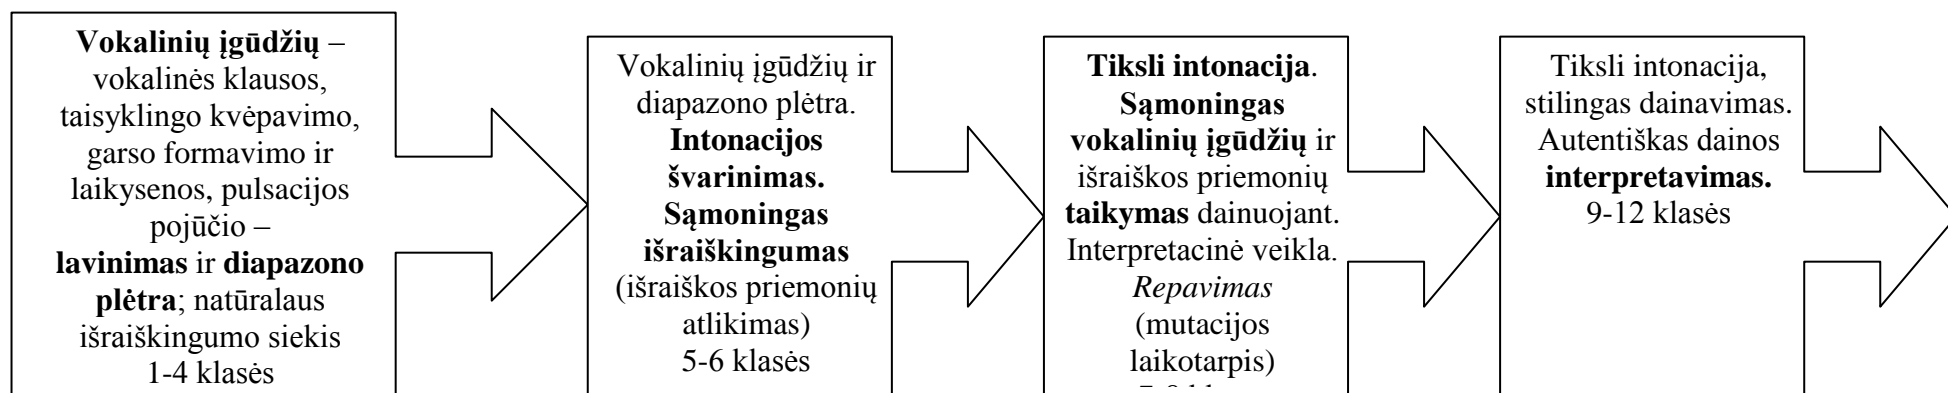 Vokalinių įgūdžių –
vokalinės klausos,
taisyklingo kvėpavimo,
garso formavimo ir
laikysenos, pulsacijos
pojūčio –
lavinimas ir diapazono
plėtra; natūralaus
išraiškingumo siekis
1-4 klasės
Vokalinių įgūdžių ir
diapazono plėtra.
Intonacijos
švarinimas.
Sąmoningas
išraiškingumas
(išraiškos priemonių
atlikimas)
5-6 klasės
Tiksli intonacija.
Sąmoningas
vokalinių įgūdžių ir
išraiškos priemonių
taikymas dainuojant.
Interpretacinė veikla.
Repavimas
(mutacijos
laikotarpis)
Tiksli intonacija,
stilingas dainavimas.
Autentiškas dainos
interpretavimas.
9-12 klasės